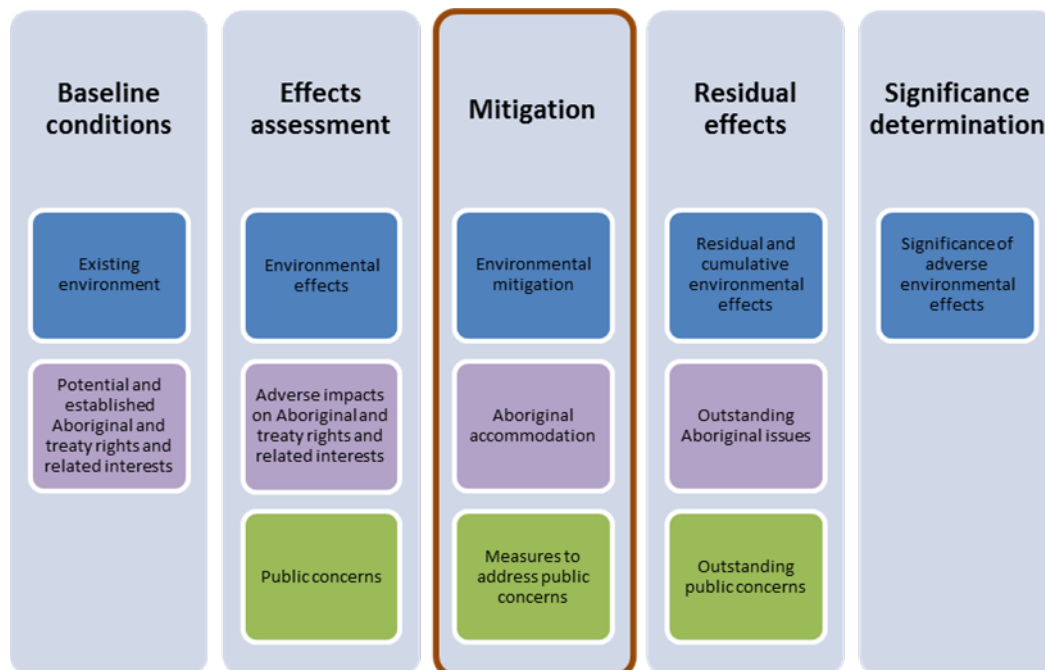 Baseline
conditions
Existing
environment
Potential and
established
Aboriginal and
treaty rights and
related interests
Effects
assessment
Environmental
effects
Adverse impacts
on Aboriginal and
treaty rights and
related interests
Public concerns
Mitigation
Environmental
mitigation
Aboriginal
accommodation
Measures to
address public
concerns
Residual
effects
Residual and
cumulative
environmental
effects
Outstanding
Aboriginal issues
Outstanding
public concerns
Significance
determination
Significance of
adverse
environmental
effects